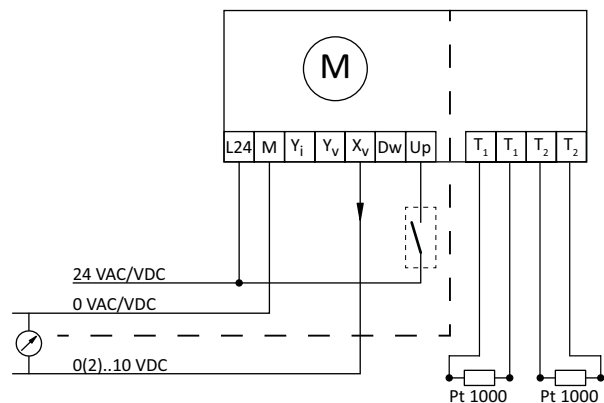 M
L24 M Yi Yv Xv Dw Up T1 T1 T2 T2
24 VAC/VDC
0 VAC/VDC
0(2)..10 VDC
Pt 1000 Pt 1000